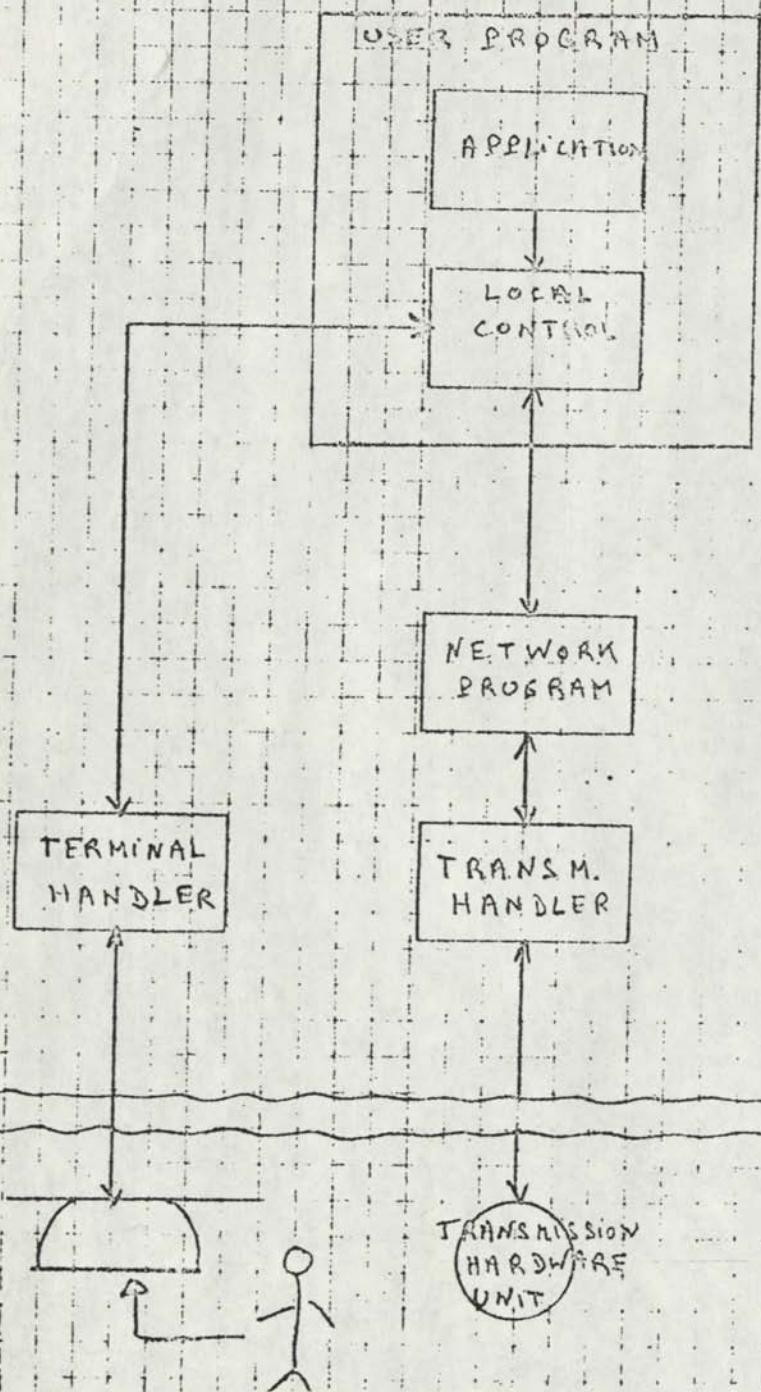 USER PROGRAM
APPLICATION
LOCAL
CONTROL
NETWORK
PROGRAM
TERMINAL
HANDLER
TRANSM.
HANDLER
TRANSMISSION
HARDWARE
UNIT